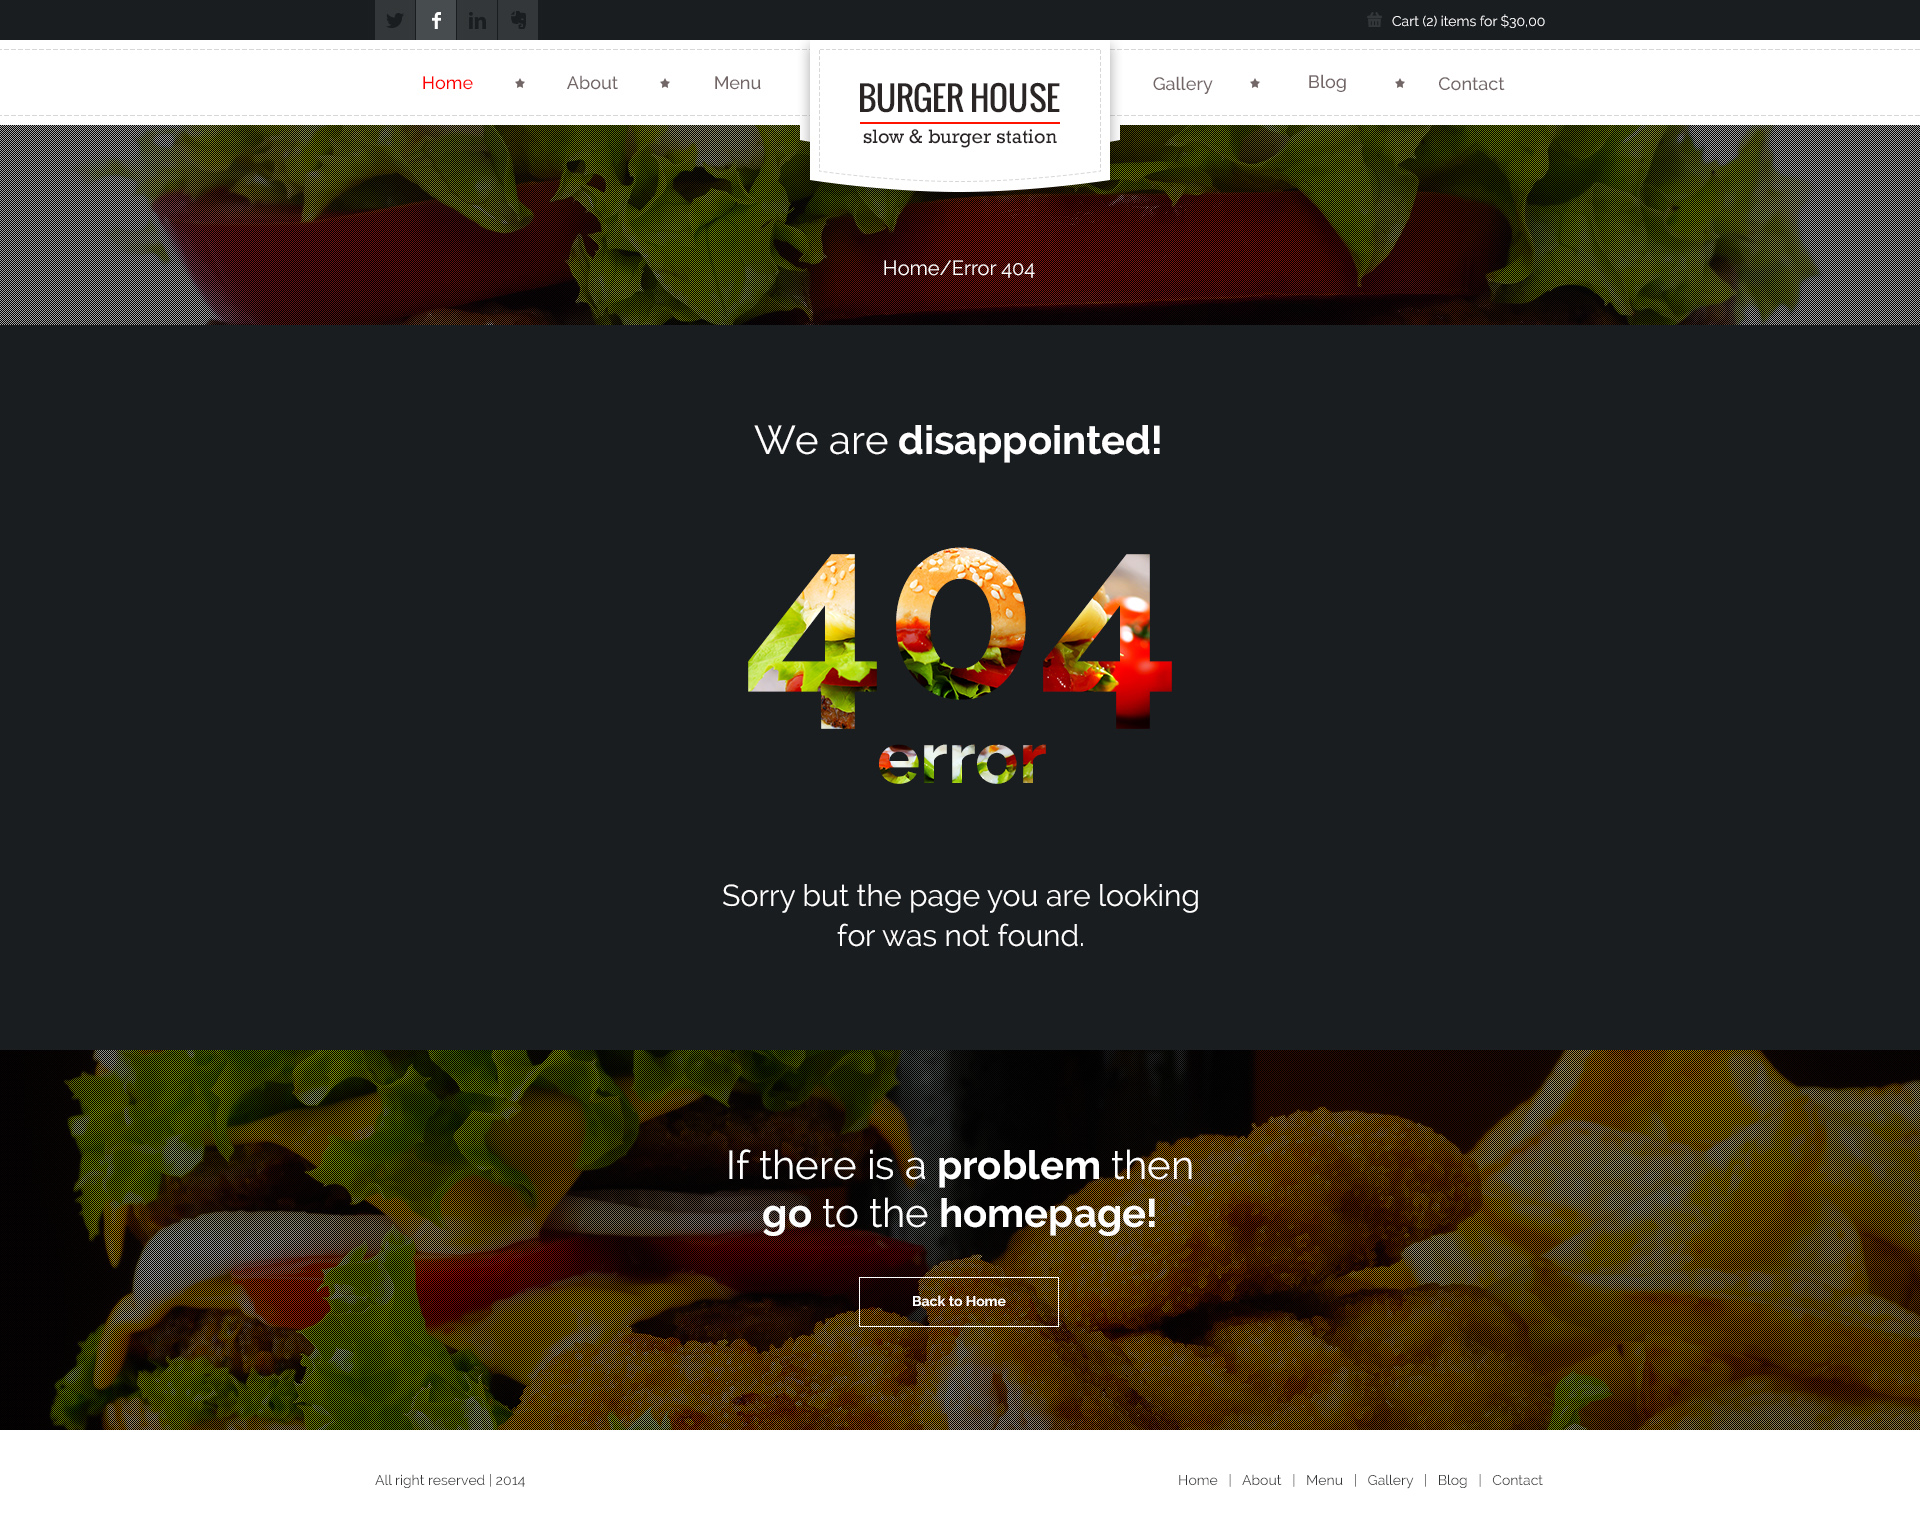 Cart (2) items for $30,00
Home About Menu Gallery Blog Contact
BURGER HOUSE
slow & burger station
Home/Error 404
We are disappointed!
404
error
Sorry but the page you are looking
for was not found.
If there is a problem then
go to the homepage!
Back to Home
All right reserved | 2014
Home | About | Menu | Gallery | Blog | Contact